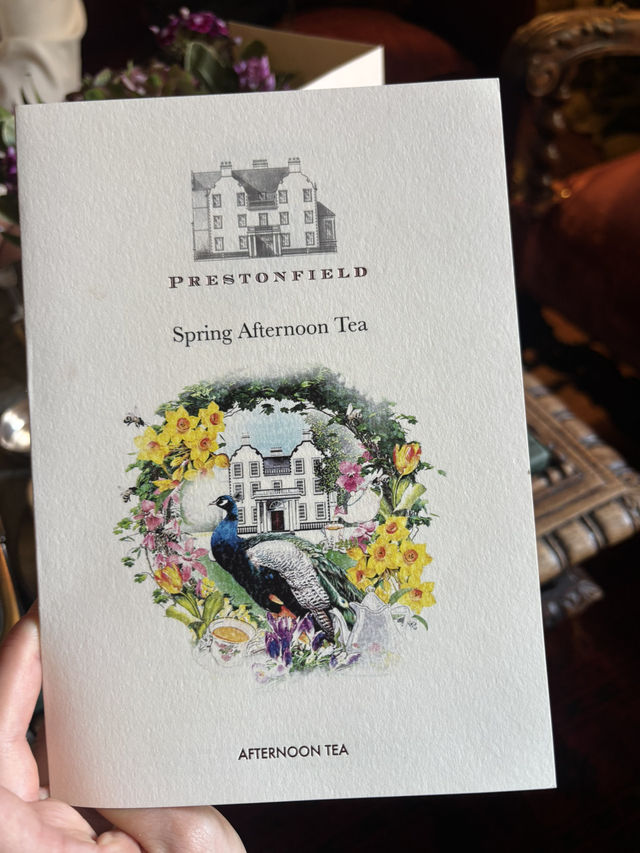 PRESTONFIELD
Spring Afternoon Tea
AFTERNOON TEA